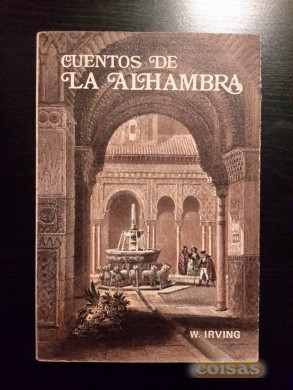 CUENTOS DE
LA ALHAMBRA
W. IRVING
coisas